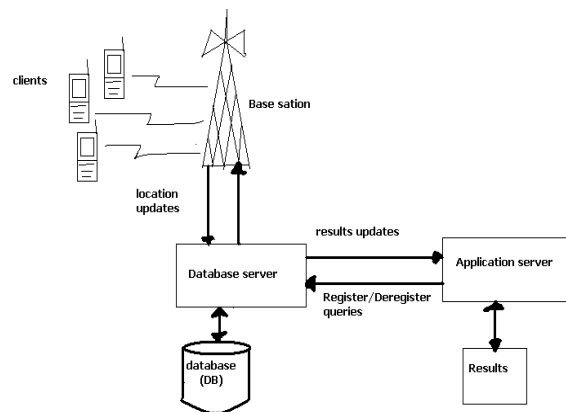 clients
Base sation
location
updates
results updates
Database server
Application server
Register/Deregister
queries
database
(DB)
Results